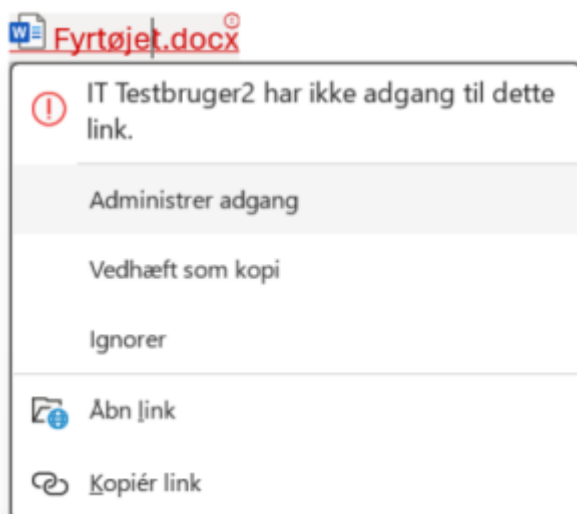 Fyrtøjet.docx
IT Testbruger2 har ikke adgang til dette
link.
Administrer adgang
Vedhæft som kopi
Ignorer
Åbn link
Kopiér link